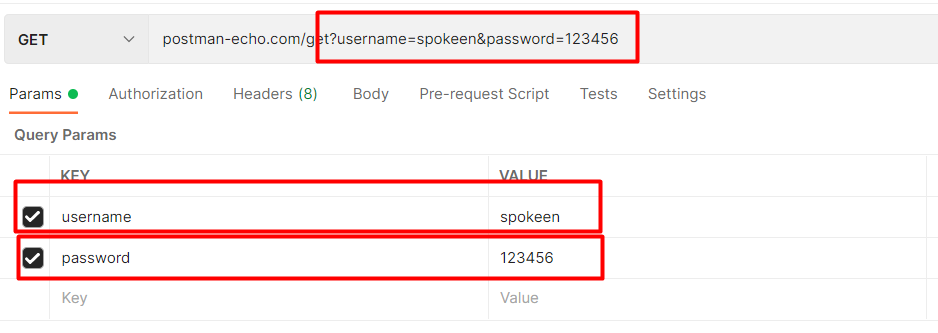 GET postman-echo.com/get?username=spokeen&password=123456
Params Authorization Headers (8) Body Pre-request Script Tests Settings
Query Params
KEY VALUE
username spokeen
password 123456
Key Value